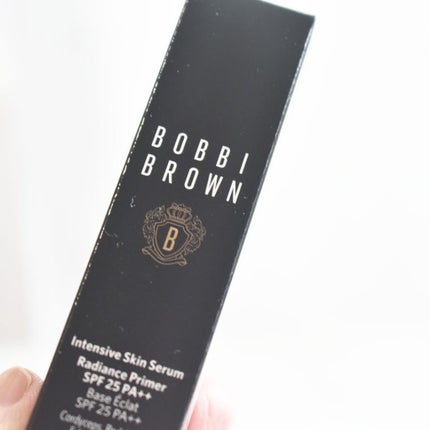 BOBBI
BROWN
B
Intensive Skin Serum
Radiance Primer
SPF 25 PA++
Base Éclat
SPF 25 PA++